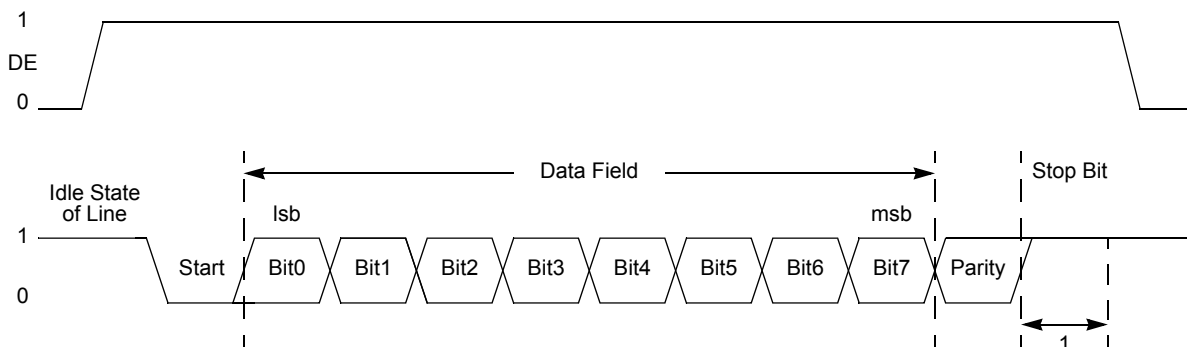 1
DE
0
Data Field
Stop Bit
Idle State
of Line
lsb
msb
1
Start
Bit0
Bit1
Bit2
Bit3
Bit4
Bit5
Bit6
Bit7
Parity
0
1